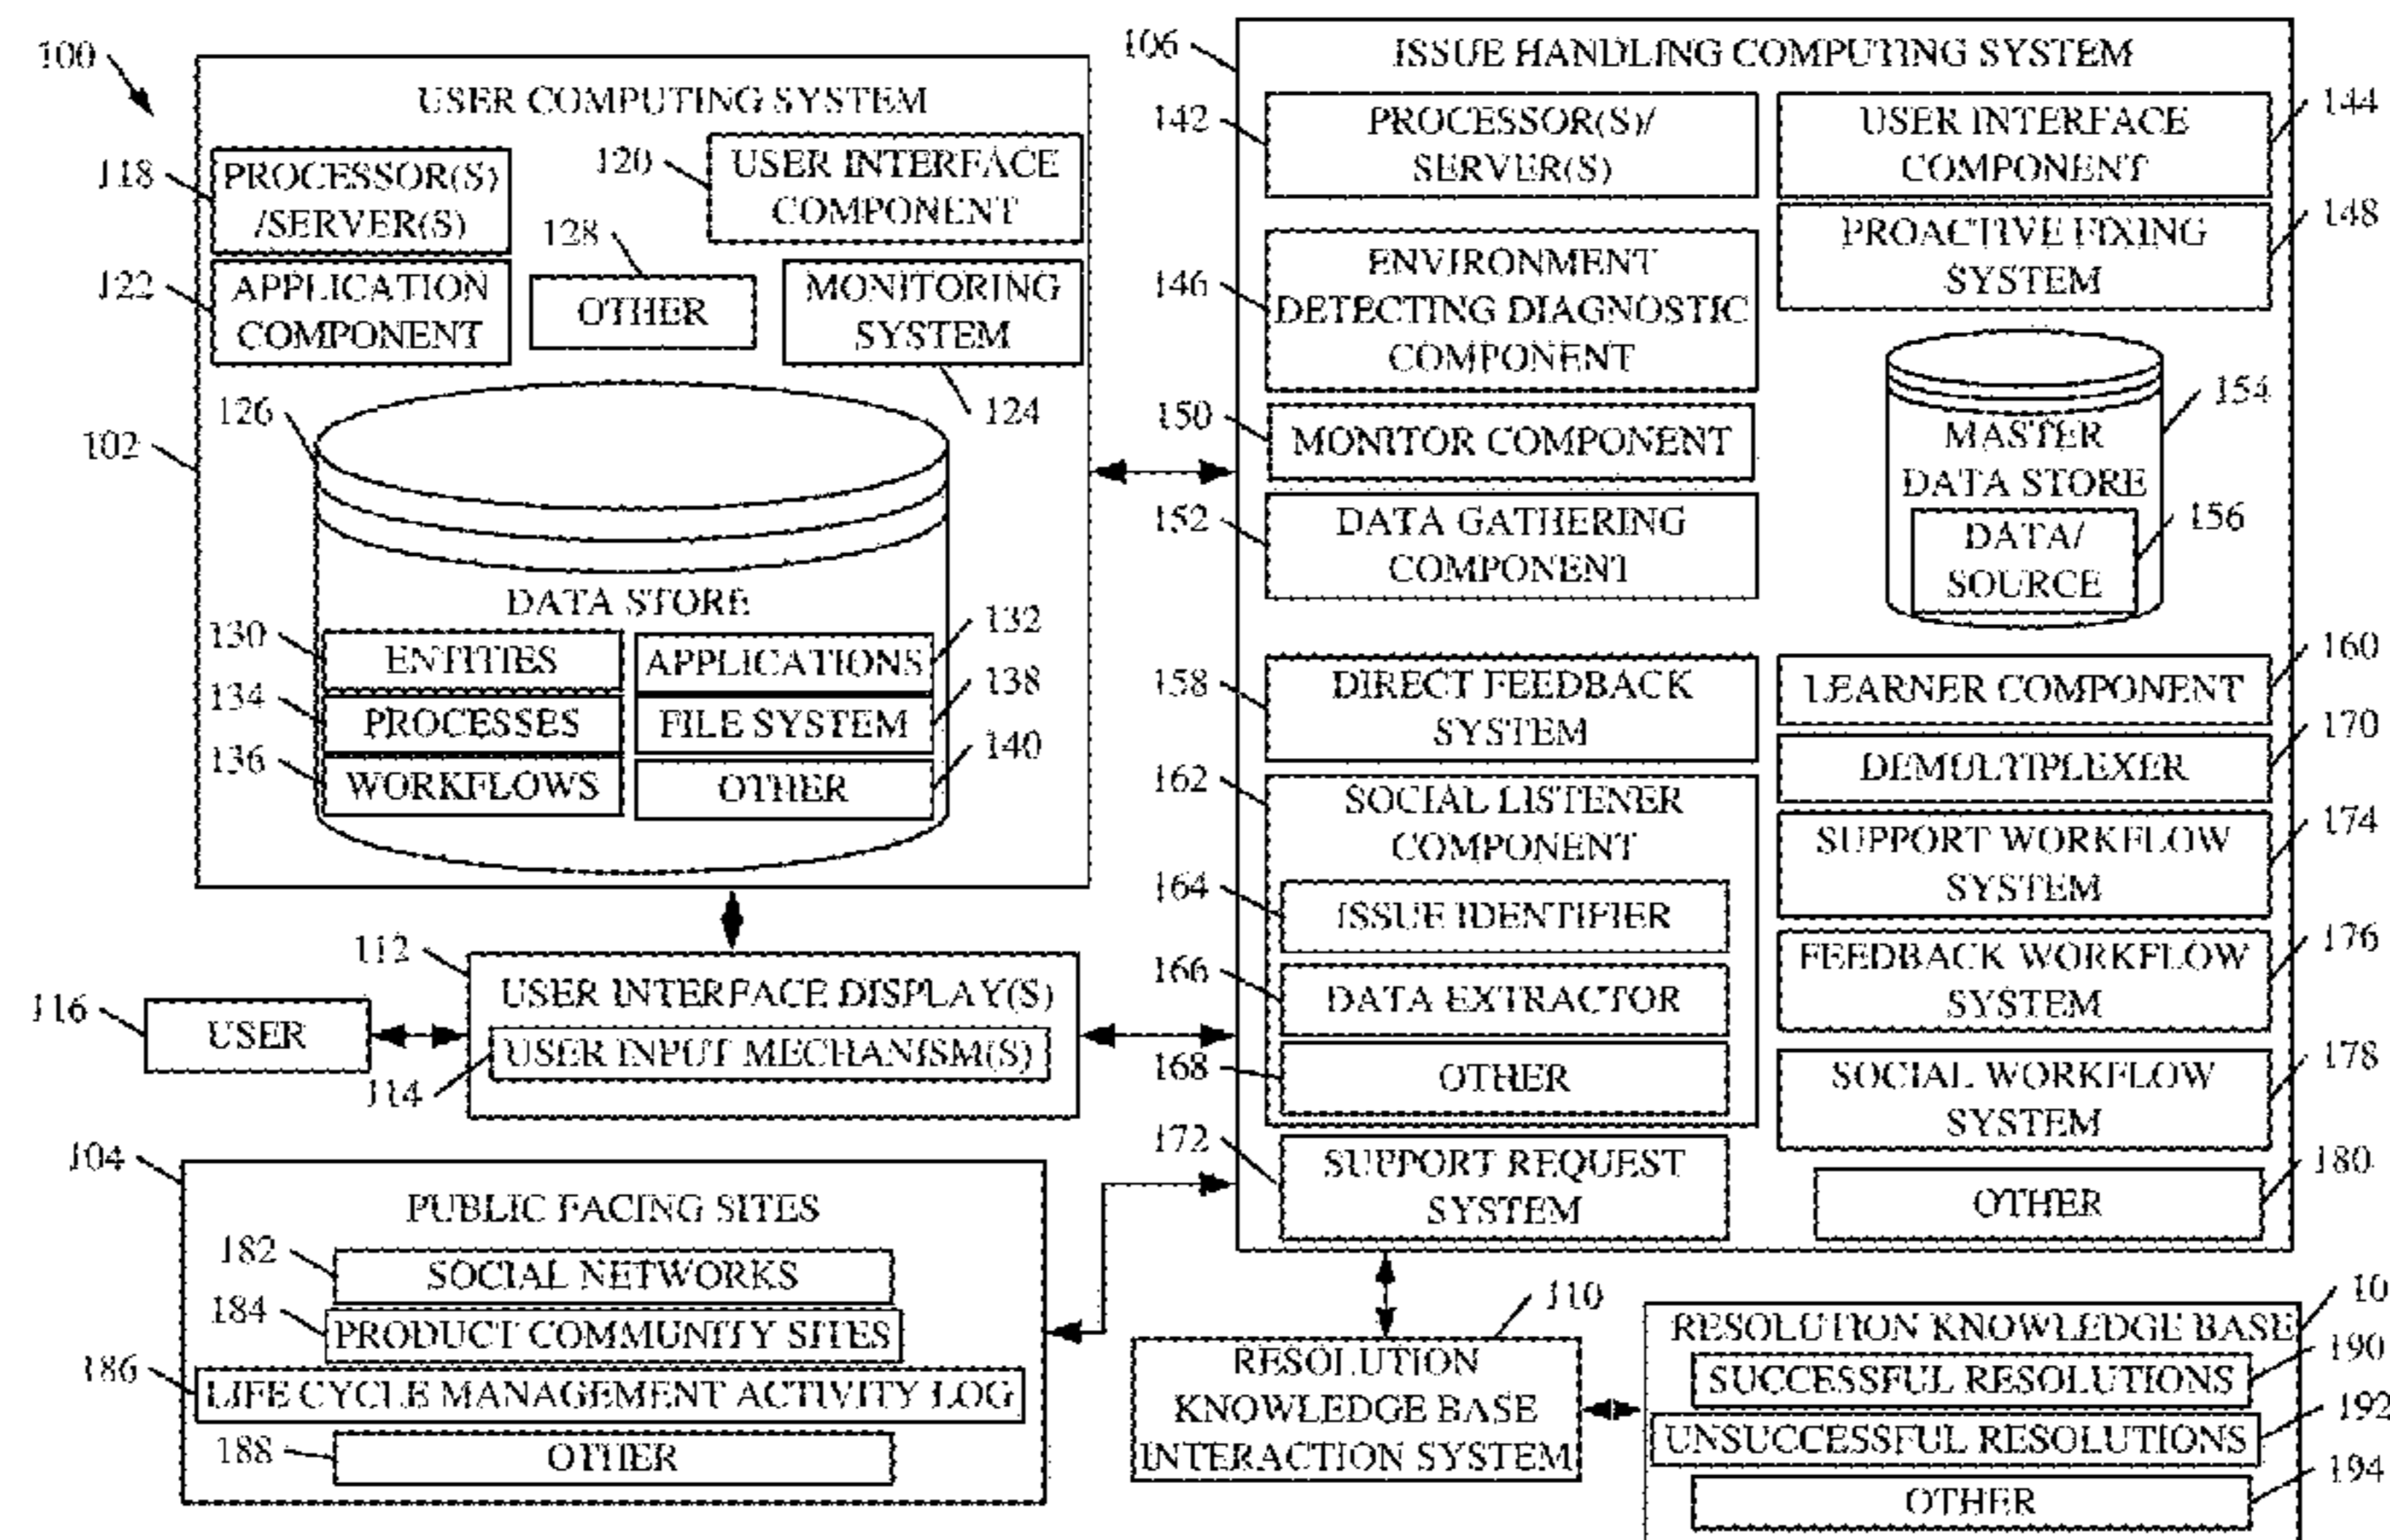 100
USER COMPUTING SYSTEM
118
PROCESSOR(S)
/SERVER(S)
120
USER INTERFACE
COMPONENT
122
APPLICATION
COMPONENT
128
OTHER
MONITORING
SYSTEM
124
102
126
DATA STORE
130
ENTITIES
132
APPLICATIONS
134
PROCESSES
138
FILE SYSTEM
136
WORKFLOWS
140
OTHER
112
USER INTERFACE DISPLAY(S)
114
USER INPUT MECHANISM(S)
116
USER
104
PUBLIC FACING SITES
182
SOCIAL NETWORKS
184
PRODUCT COMMUNITY SITES
186
LIFE CYCLE MANAGEMENT ACTIVITY LOG
188
OTHER
106
ISSUE HANDLING COMPUTING SYSTEM
142
PROCESSOR(S)/
SERVER(S)
144
USER INTERFACE
COMPONENT
146
ENVIRONMENT
DETECTING DIAGNOSTIC
COMPONENT
148
PROACTIVE FIXING
SYSTEM
150
MONITOR COMPONENT
152
DATA GATHERING
COMPONENT
154
MASTER
DATA STORE
156
DATA/
SOURCE
158
DIRECT FEEDBACK
SYSTEM
160
LEARNER COMPONENT
162
SOCIAL LISTENER
COMPONENT
164
ISSUE IDENTIFIER
166
DATA EXTRACTOR
168
OTHER
170
DEMULTIPLEXER
172
SUPPORT REQUEST
SYSTEM
174
SUPPORT WORKFLOW
SYSTEM
176
FEEDBACK WORKFLOW
SYSTEM
178
SOCIAL WORKFLOW
SYSTEM
180
OTHER
110
RESOLUTION
KNOWLEDGE BASE
INTERACTION SYSTEM
10
RESOLUTION KNOWLEDGE BASE
190
SUCCESSFUL RESOLUTIONS
192
UNSUCCESSFUL RESOLUTIONS
194
OTHER